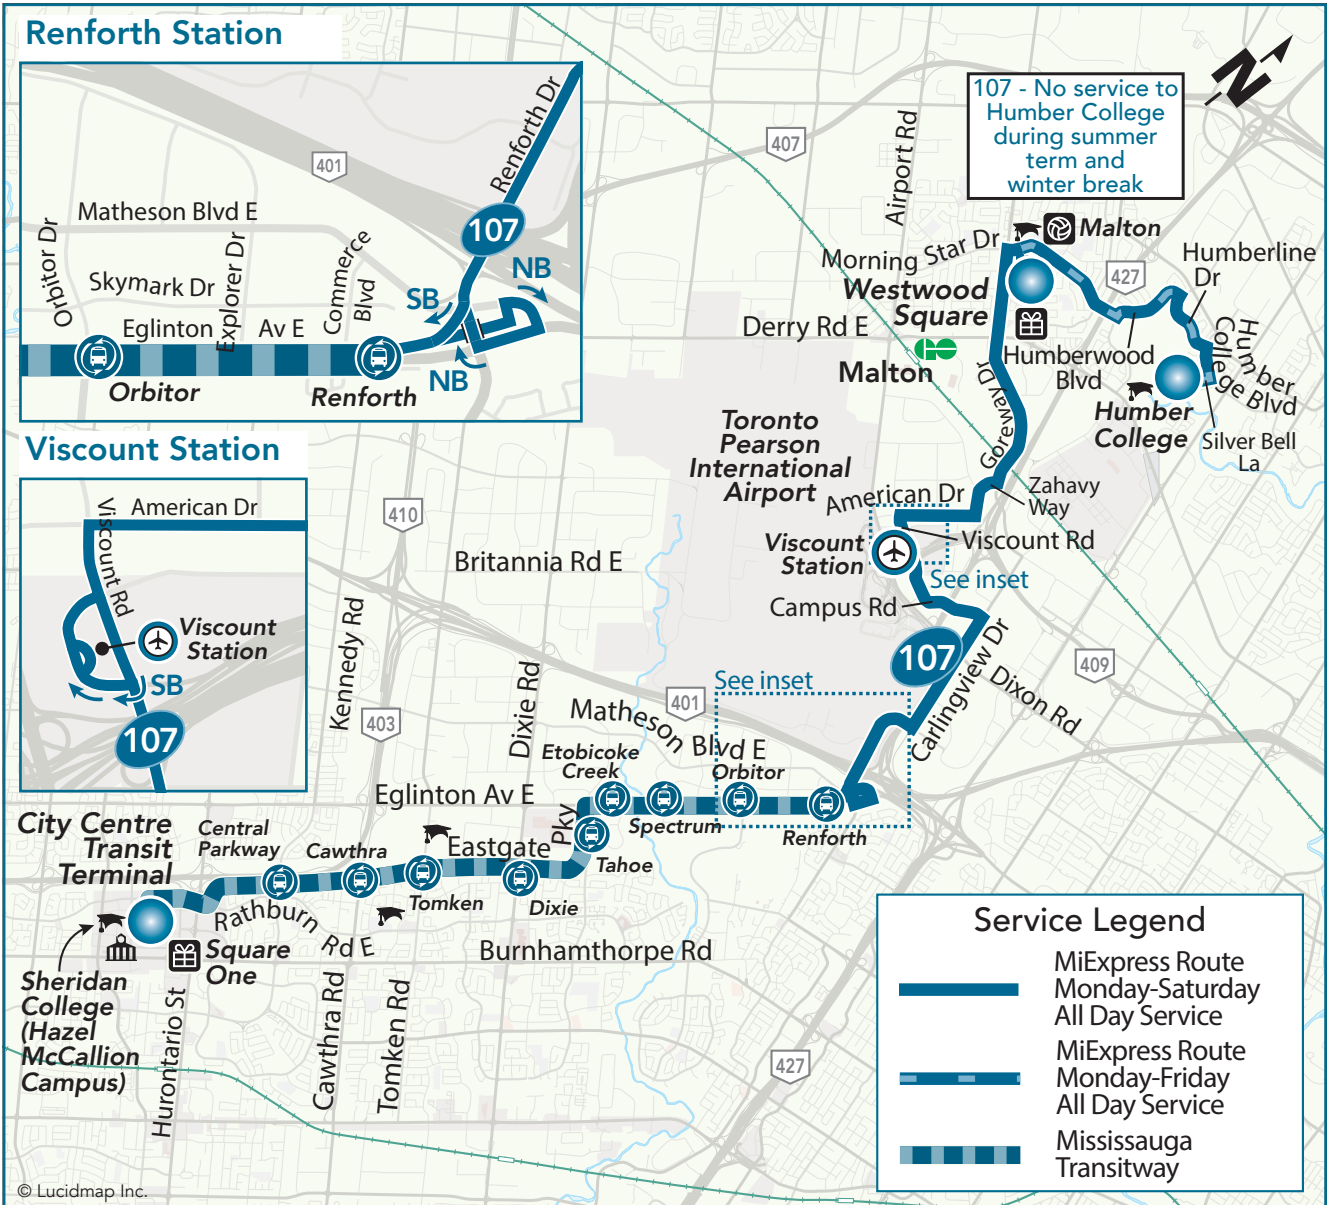 Renforth Station
401
Renforth Dr
Matheson Blvd E
107
Orbitor Dr
Skymark Dr
Explorer Dr
Commerce
Blvd
NB
SB
Eglinton
Av E
NB
Orbitor
Renforth
Viscount Station
American Dr
Viscount Rd
Viscount
Station
SB
107
N
107 - No service to
Humber College
during summer
term and
winter break
407
Airport Rd
Morning Star Dr
Malton
Humberline
Dr
427
Westwood
Square
Derry Rd E
Malton
Humberwood
Blvd
Humber
College Blvd
Humber
College
Silver Bell
La
Goreway Dr
Toronto
Pearson
International
Airport
American Dr
Zahavy
Way
Viscount
Station
Viscount Rd
See inset
Campus Rd
410
Britannia Rd E
Kennedy Rd
403
Dixie Rd
107
Carlingview Dr
Dixon Rd
409
See inset
401
Matheson Blvd E
Etobicoke
Creek
Orbitor
Eglinton Av E
Spectrum
Renforth
City Centre
Transit
Terminal
Central
Parkway
Cawthra
Eastgate
Pky
Tahoe
Tomken
Dixie
Rathburn
Rd E
Square
One
Burnhamthorpe Rd
Sheridan
College
(Hazel
McCallion
Campus)
Hurontario St
Cawthra Rd
Tomken Rd
427
Service Legend
MiExpress Route
Monday-Saturday
All Day Service
MiExpress Route
Monday-Friday
All Day Service
Mississauga
Transitway
© Lucidmap Inc.